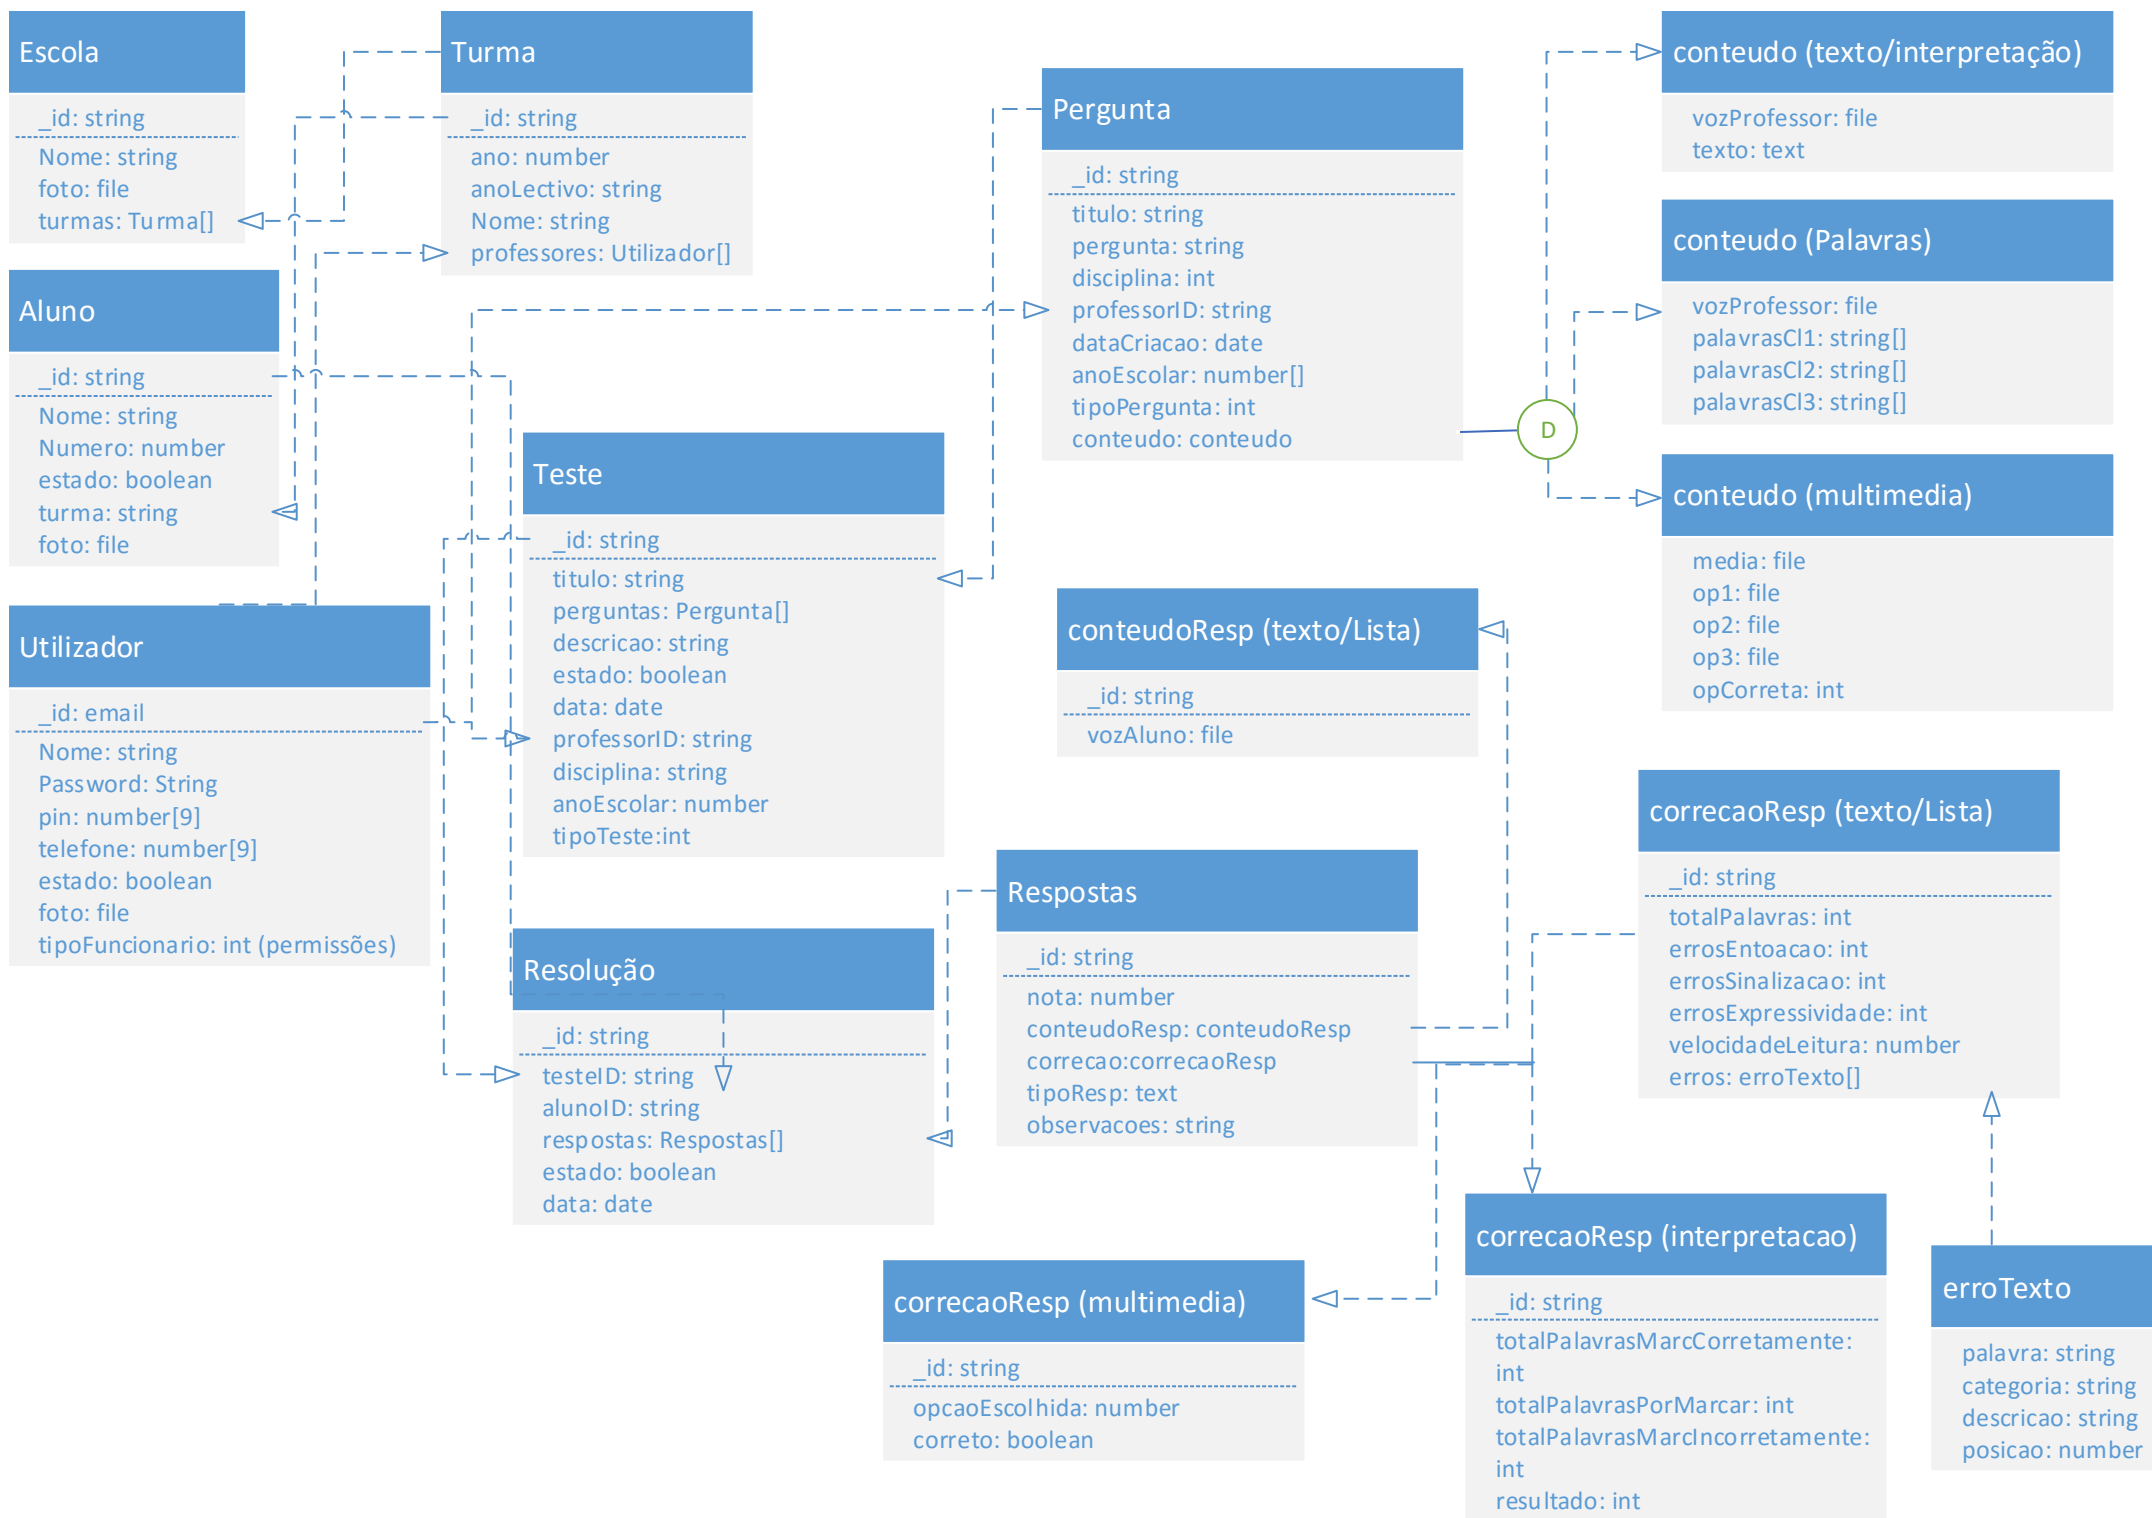 Escola
_id: string
Nome: string
foto: file
turmas: Turma[]
Turma
_id: string
ano: number
anoLectivo: string
Nome: string
professores: Utilizador[]
Aluno
_id: string
Nome: string
Numero: number
estado: boolean
turma: string
foto: file
Utilizador
_id: email
Nome: string
Password: String
pin: number[9]
telefone: number[9]
estado: boolean
foto: file
tipoFuncionario: int (permissões)
Teste
_id: string
titulo: string
perguntas: Pergunta[]
descricao: string
estado: boolean
data: date
professorID: string
disciplina: string
anoEscolar: number
tipoTeste:int
Resolução
_id: string
testeID: string
alunoID: string
respostas: Respostas[]
estado: boolean
data: date
Pergunta
_id: string
titulo: string
pergunta: string
disciplina: int
professorID: string
dataCriacao: date
anoEscolar: number[]
tipoPergunta: int
conteudo: conteudo
D
conteudo (texto/interpretação)
vozProfessor: file
texto: text
conteudo (Palavras)
vozProfessor: file
palavrasCl1: string[]
palavrasCl2: string[]
palavrasCl3: string[]
conteudo (multimedia)
media: file
op1: file
op2: file
op3: file
opCorreta: int
conteudoResp (texto/Lista)
_id: string
vozAluno: file
Respostas
_id: string
nota: number
conteudoResp: conteudoResp
correcao:correcaoResp
tipoResp: text
observacoes: string
correcaoResp (texto/Lista)
_id: string
totalPalavras: int
errosEntoacao: int
errosSinalizacao: int
errosExpressividade: int
velocidadeLeitura: number
erros: erroTexto[]
correcaoResp (multimedia)
_id: string
opcaoEscolhida: number
correto: boolean
correcaoResp (interpretacao)
_id: string
totalPalavrasMarcCorretamente:
int
totalPalavrasPorMarcar: int
totalPalavrasMarcIncorretamente:
int
resultado: int
erroTexto
palavra: string
categoria: string
descricao: string
posicao: number